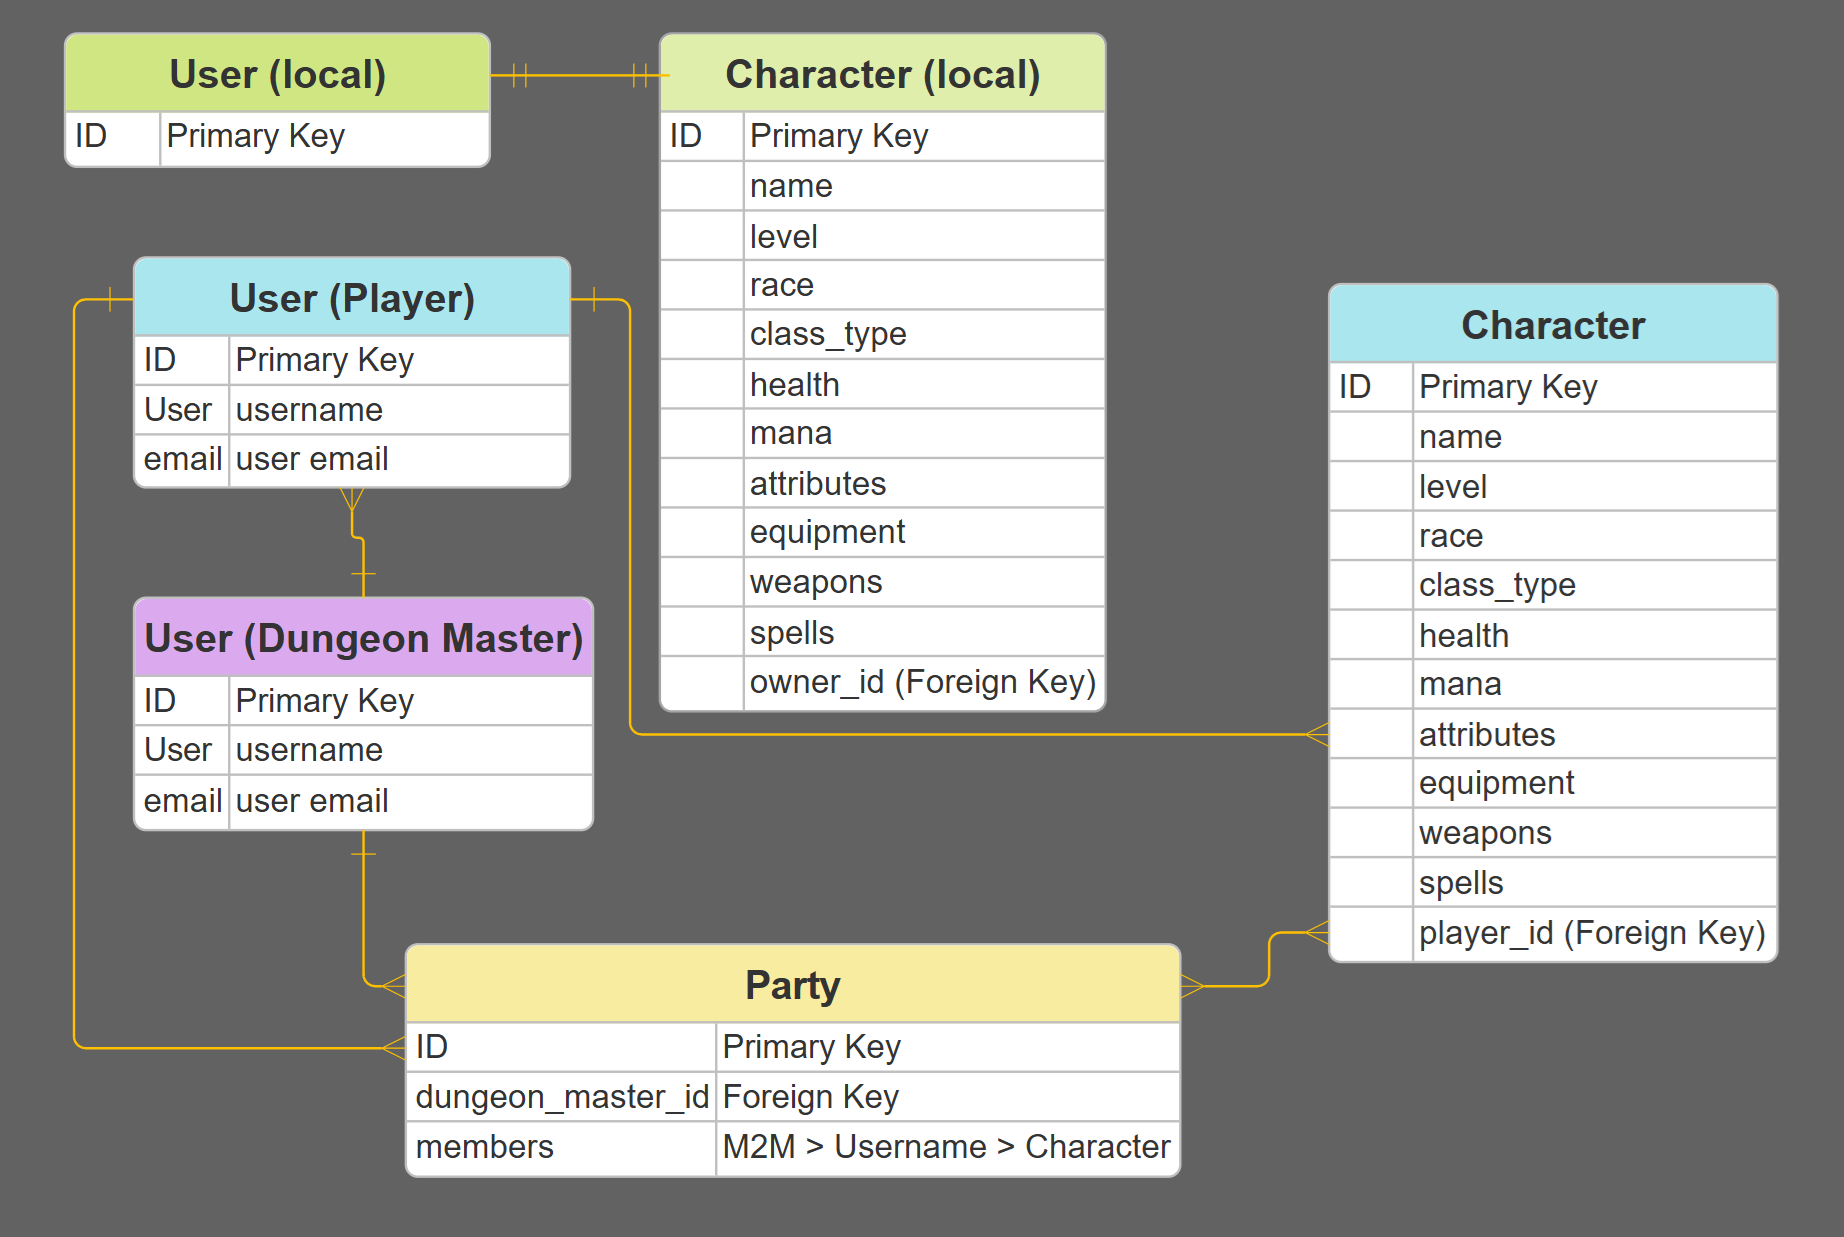 User (local)
ID Primary Key
Character (local)
ID Primary Key
name
level
race
class_type
health
mana
attributes
equipment
weapons
spells
owner_id (Foreign Key)
User (Player)
ID Primary Key
User username
email user email
User (Dungeon Master)
ID Primary Key
User username
email user email
Character
ID Primary Key
name
level
race
class_type
health
mana
attributes
equipment
weapons
spells
player_id (Foreign Key)
Party
ID Primary Key
dungeon_master_id Foreign Key
members M2M > Username > Character